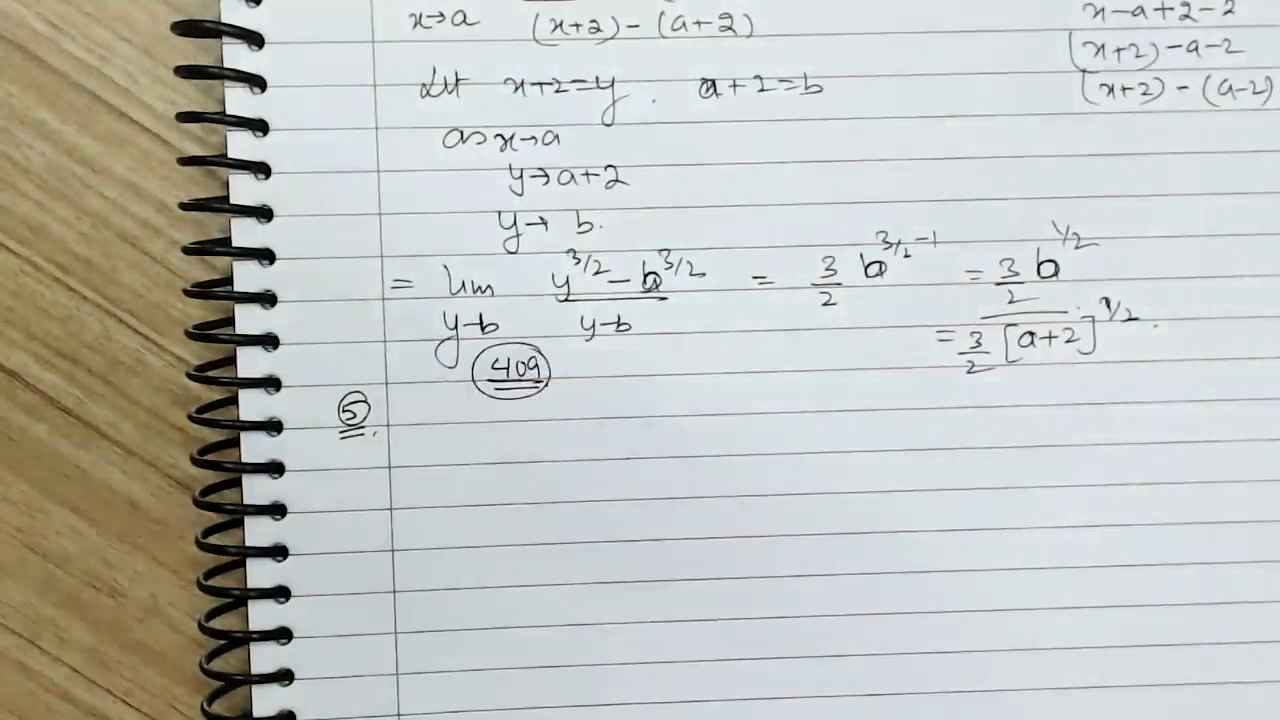 x→a (x+2)-(a+2)
x-a+2-2
(x+2)-a-2
(x+2)-(a-2)
Let x+2=y. a+2=b
as x→a
y→a+2
y→ b.
= lim y^3/2 - b^3/2 = 3/2 b^3/2-1 = 3/2 b^1/2
y-b y-b
= 3/2 [a+2]^1/2.
409
5.